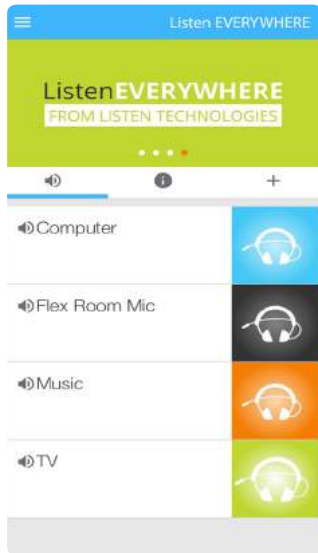 Listen EVERYWHERE
ListenEVERYWHERE
FROM LISTEN TECHNOLOGIES
Computer
Flex Room Mic
Music
TV